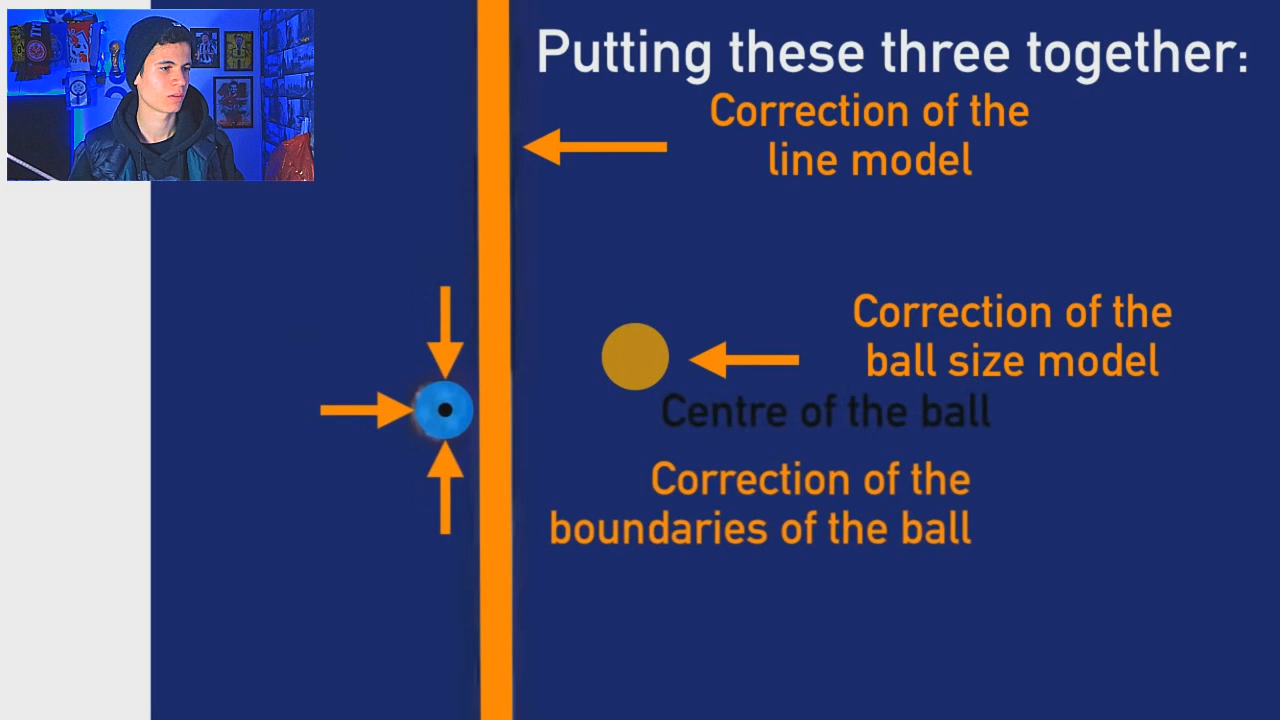 Putting these three together:
Correction of the
line model
Correction of the
ball size model
Centre of the ball
Correction of the
boundaries of the ball